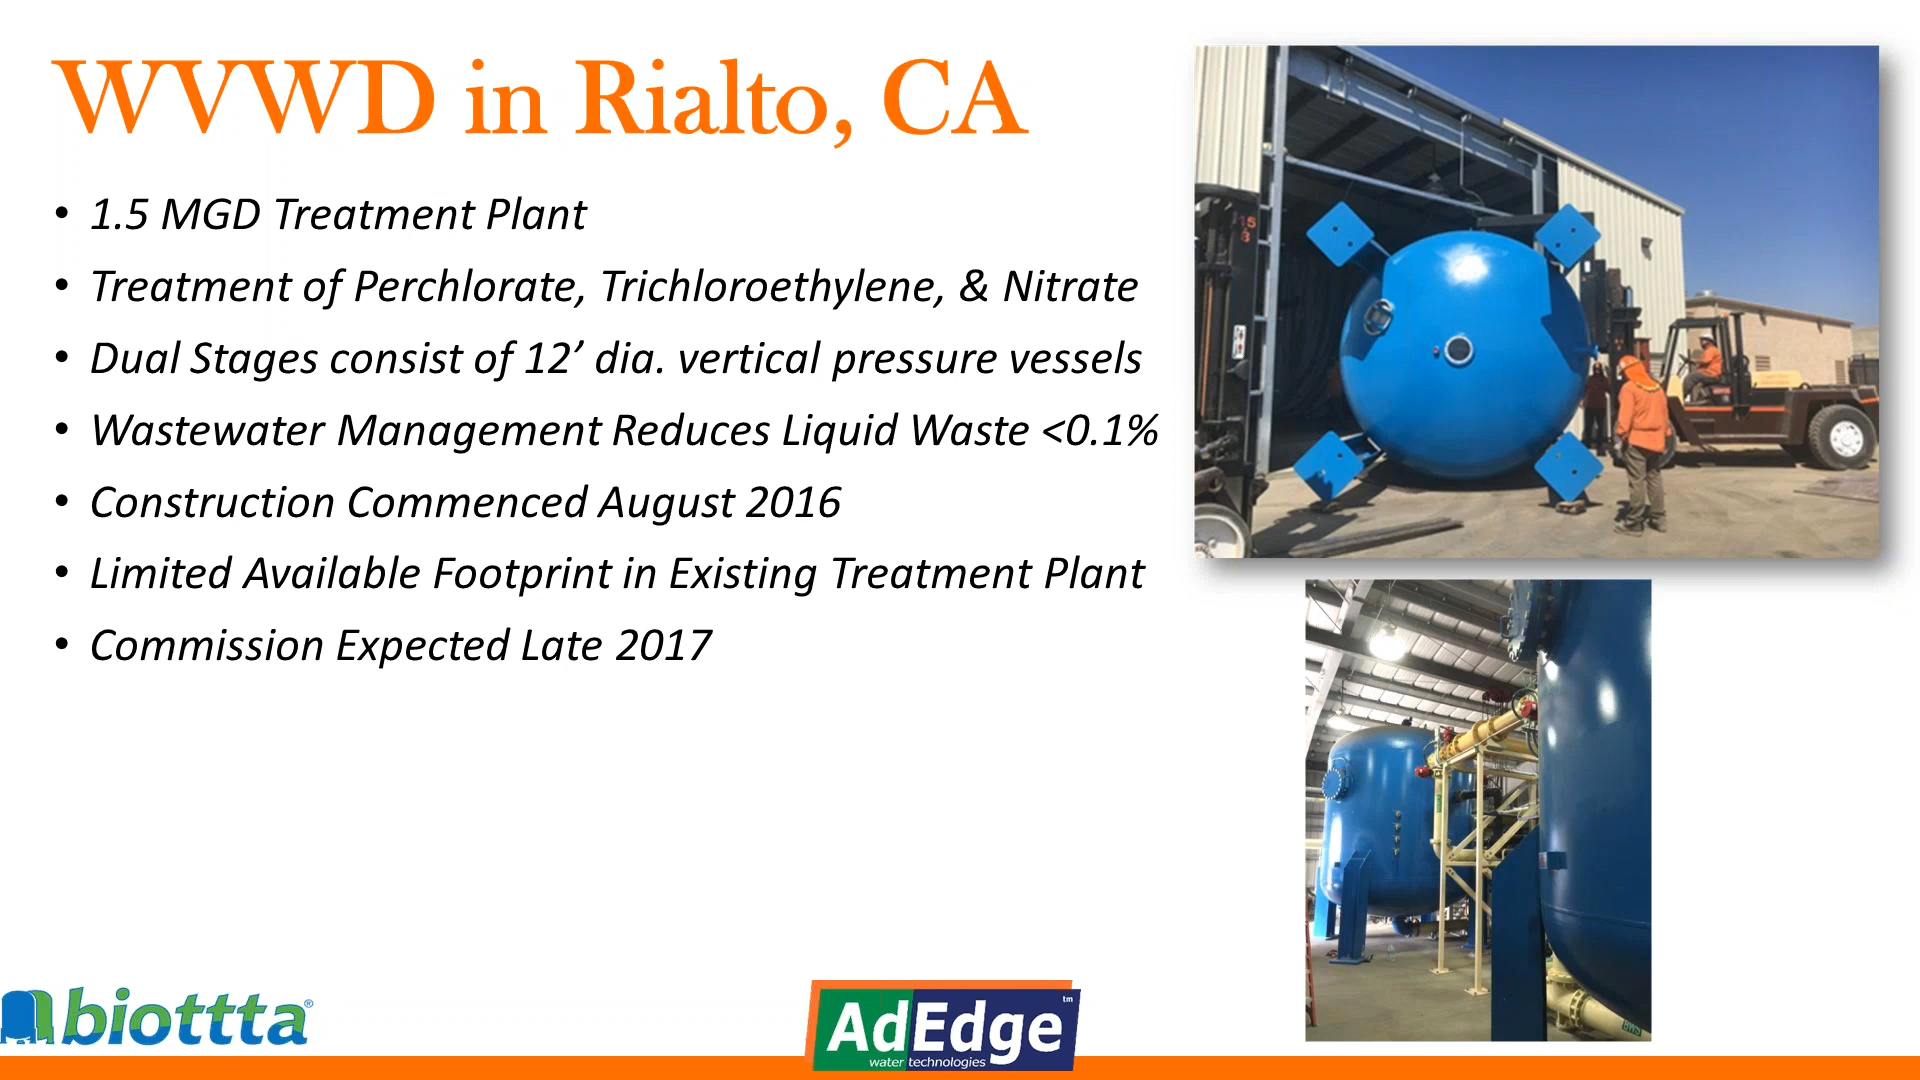 WVWD in Rialto, CA
• 1.5 MGD Treatment Plant
• Treatment of Perchlorate, Trichloroethylene, & Nitrate
• Dual Stages consist of 12’ dia. vertical pressure vessels
• Wastewater Management Reduces Liquid Waste <0.1%
• Construction Commenced August 2016
• Limited Available Footprint in Existing Treatment Plant
• Commission Expected Late 2017
biottta®
AdEdge tm
water technologies